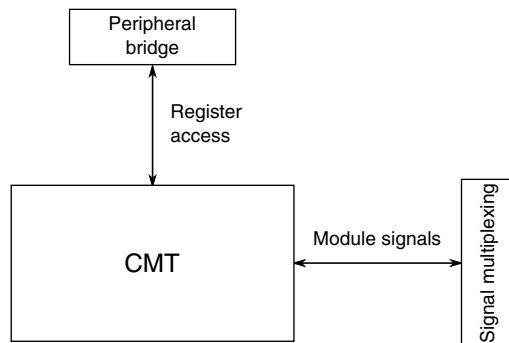 Peripheral
bridge
Register
access
CMT
Module signals
Signal multiplexing